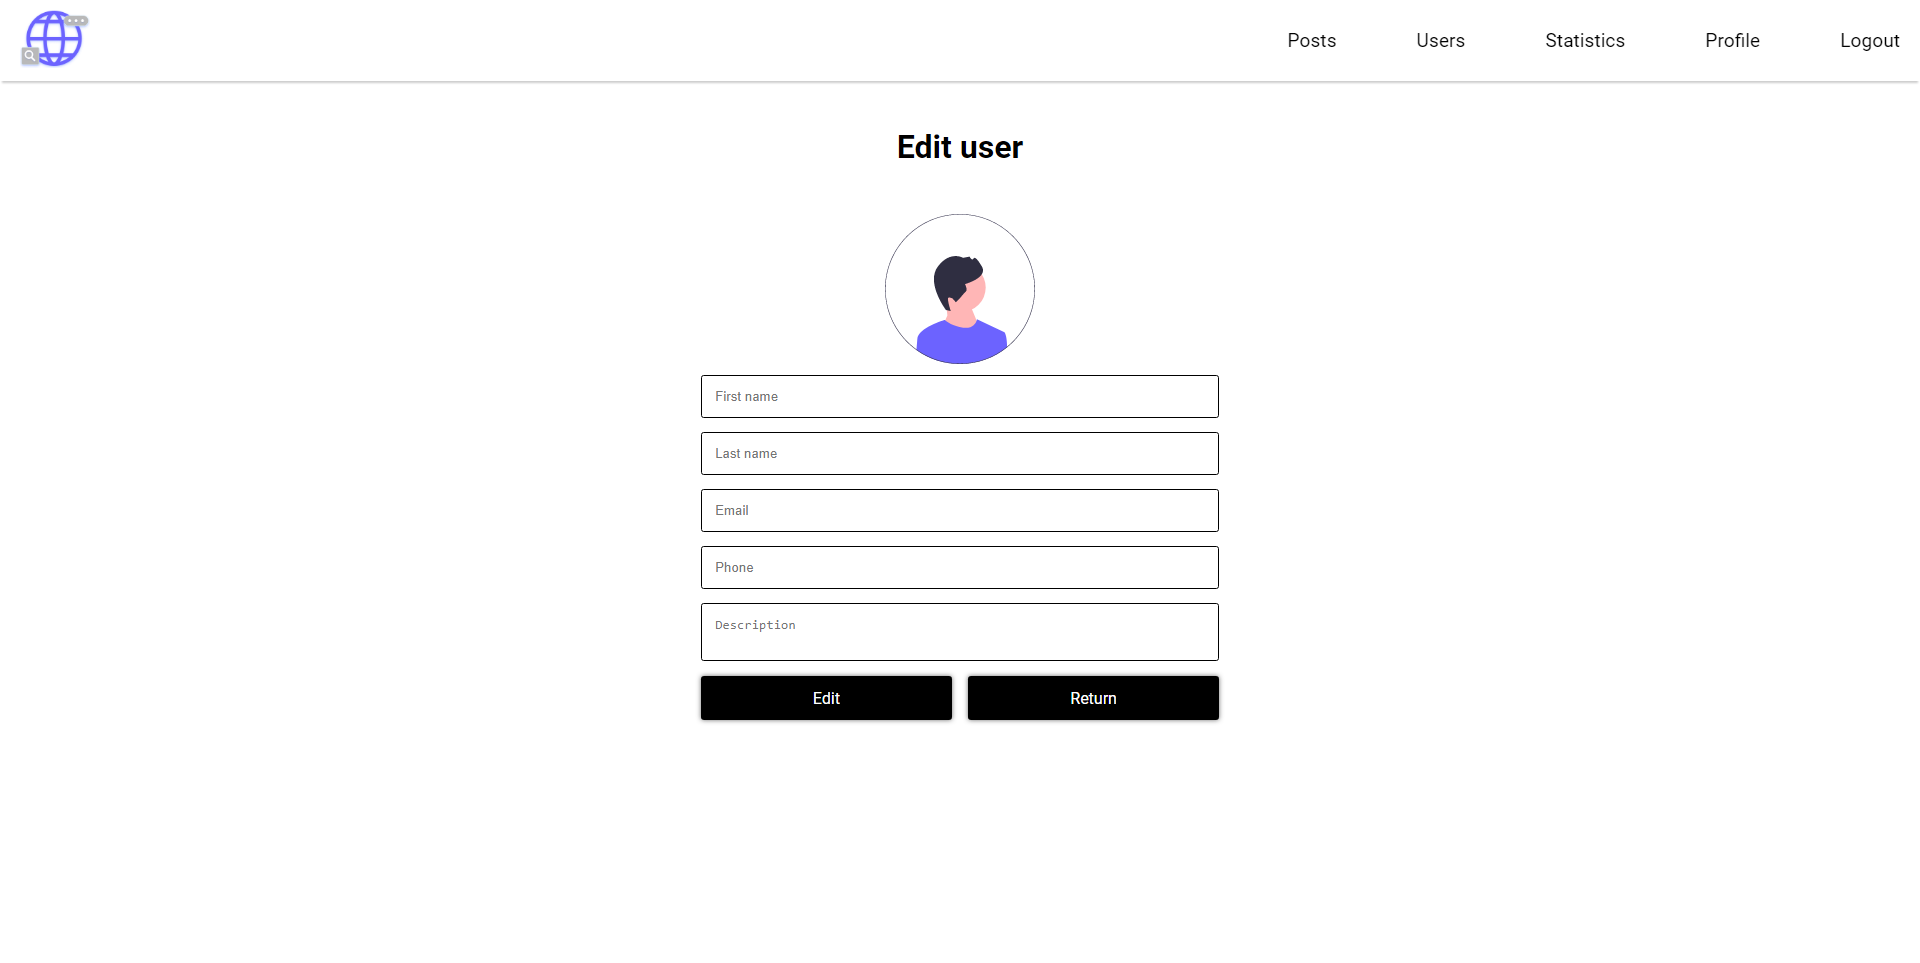 Posts Users Statistics Profile Logout
Edit user
First name
Last name
Email
Phone
Description
Edit Return